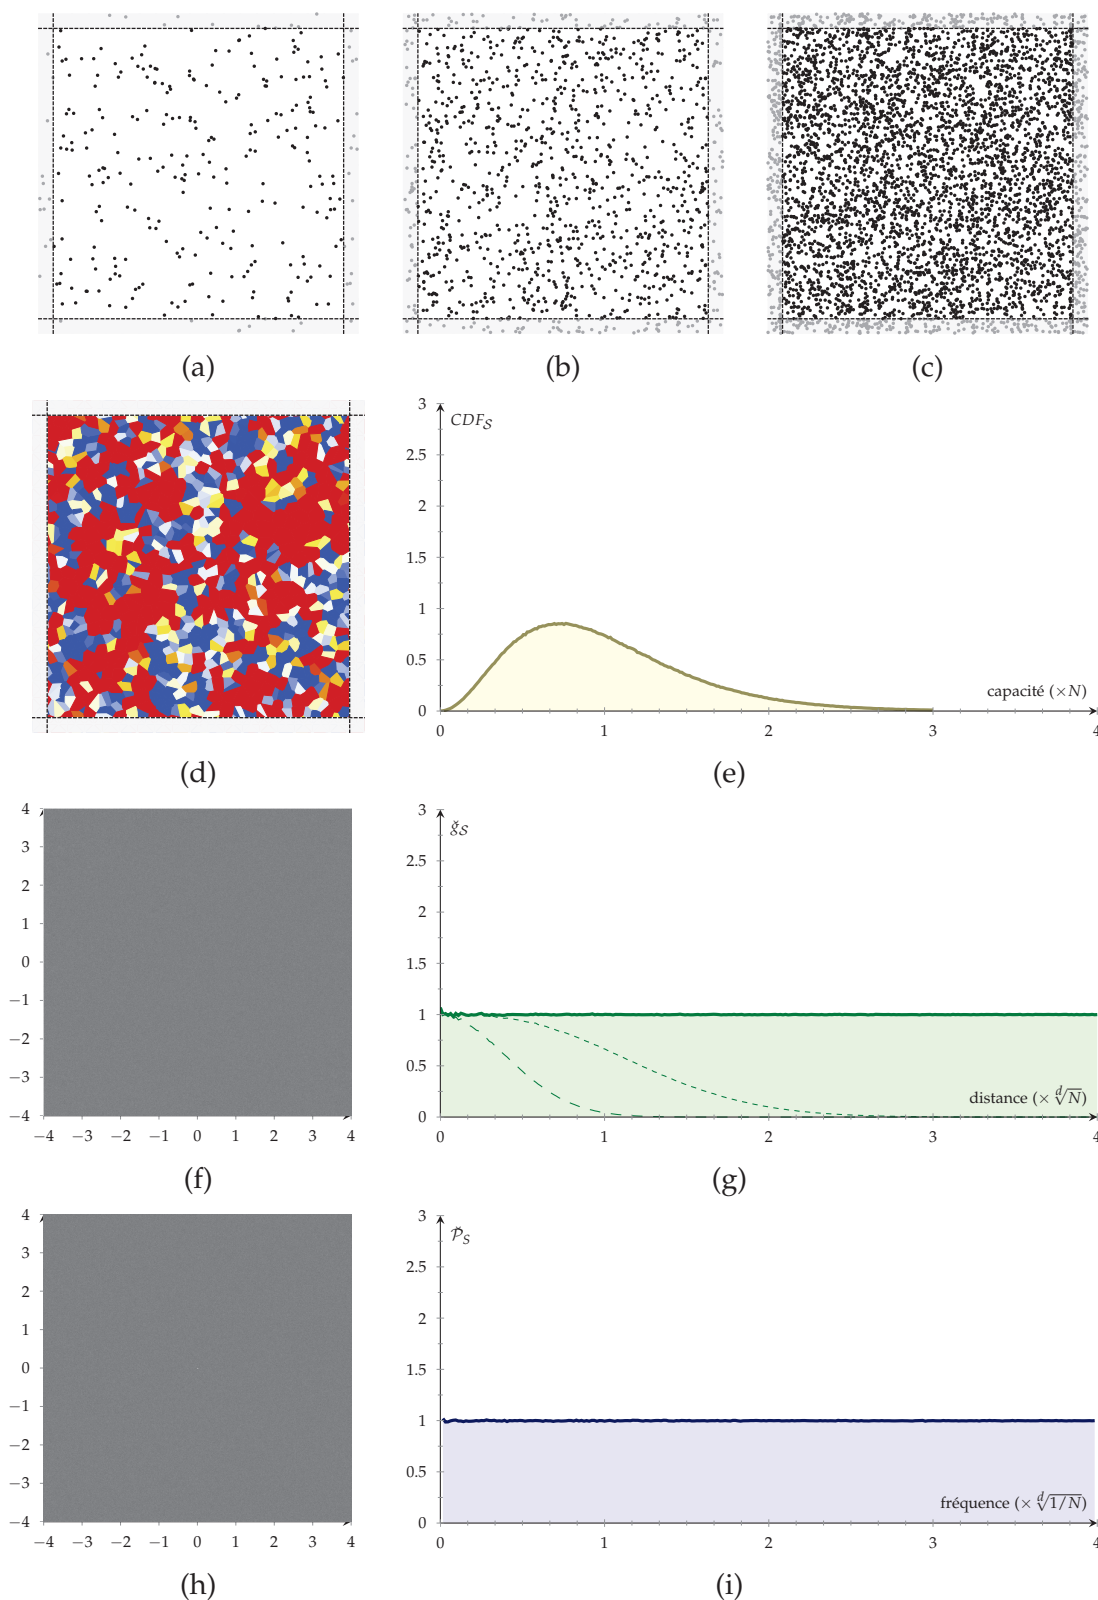 (a) (b) (c)
3
CDF_S
2.5
2
1.5
1
0.5
capacité (×N)
0
0 1 2 3 4
(d) (e)
4
3
2
1
0
−1
−2
−3
−4
−4 −3 −2 −1 0 1 2 3 4
3
ǧ_S
2.5
2
1.5
1
0.5
distance (× ᵈ√N)
0
0 1 2 3 4
(f) (g)
4
3
2
1
0
−1
−2
−3
−4
−4 −3 −2 −1 0 1 2 3 4
3
𝒫̌_S
2.5
2
1.5
1
0.5
fréquence (× ᵈ√1/N)
0
0 1 2 3 4
(h) (i)